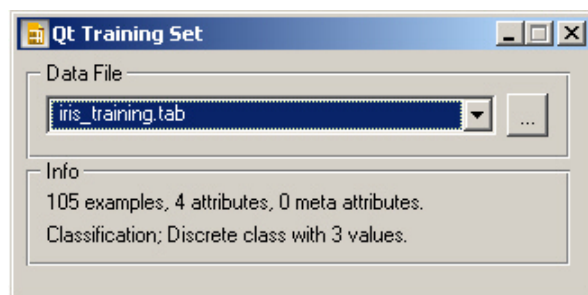 Qt Training Set
Data File
iris_training.tab
...
Info
105 examples, 4 attributes, 0 meta attributes.
Classification; Discrete class with 3 values.